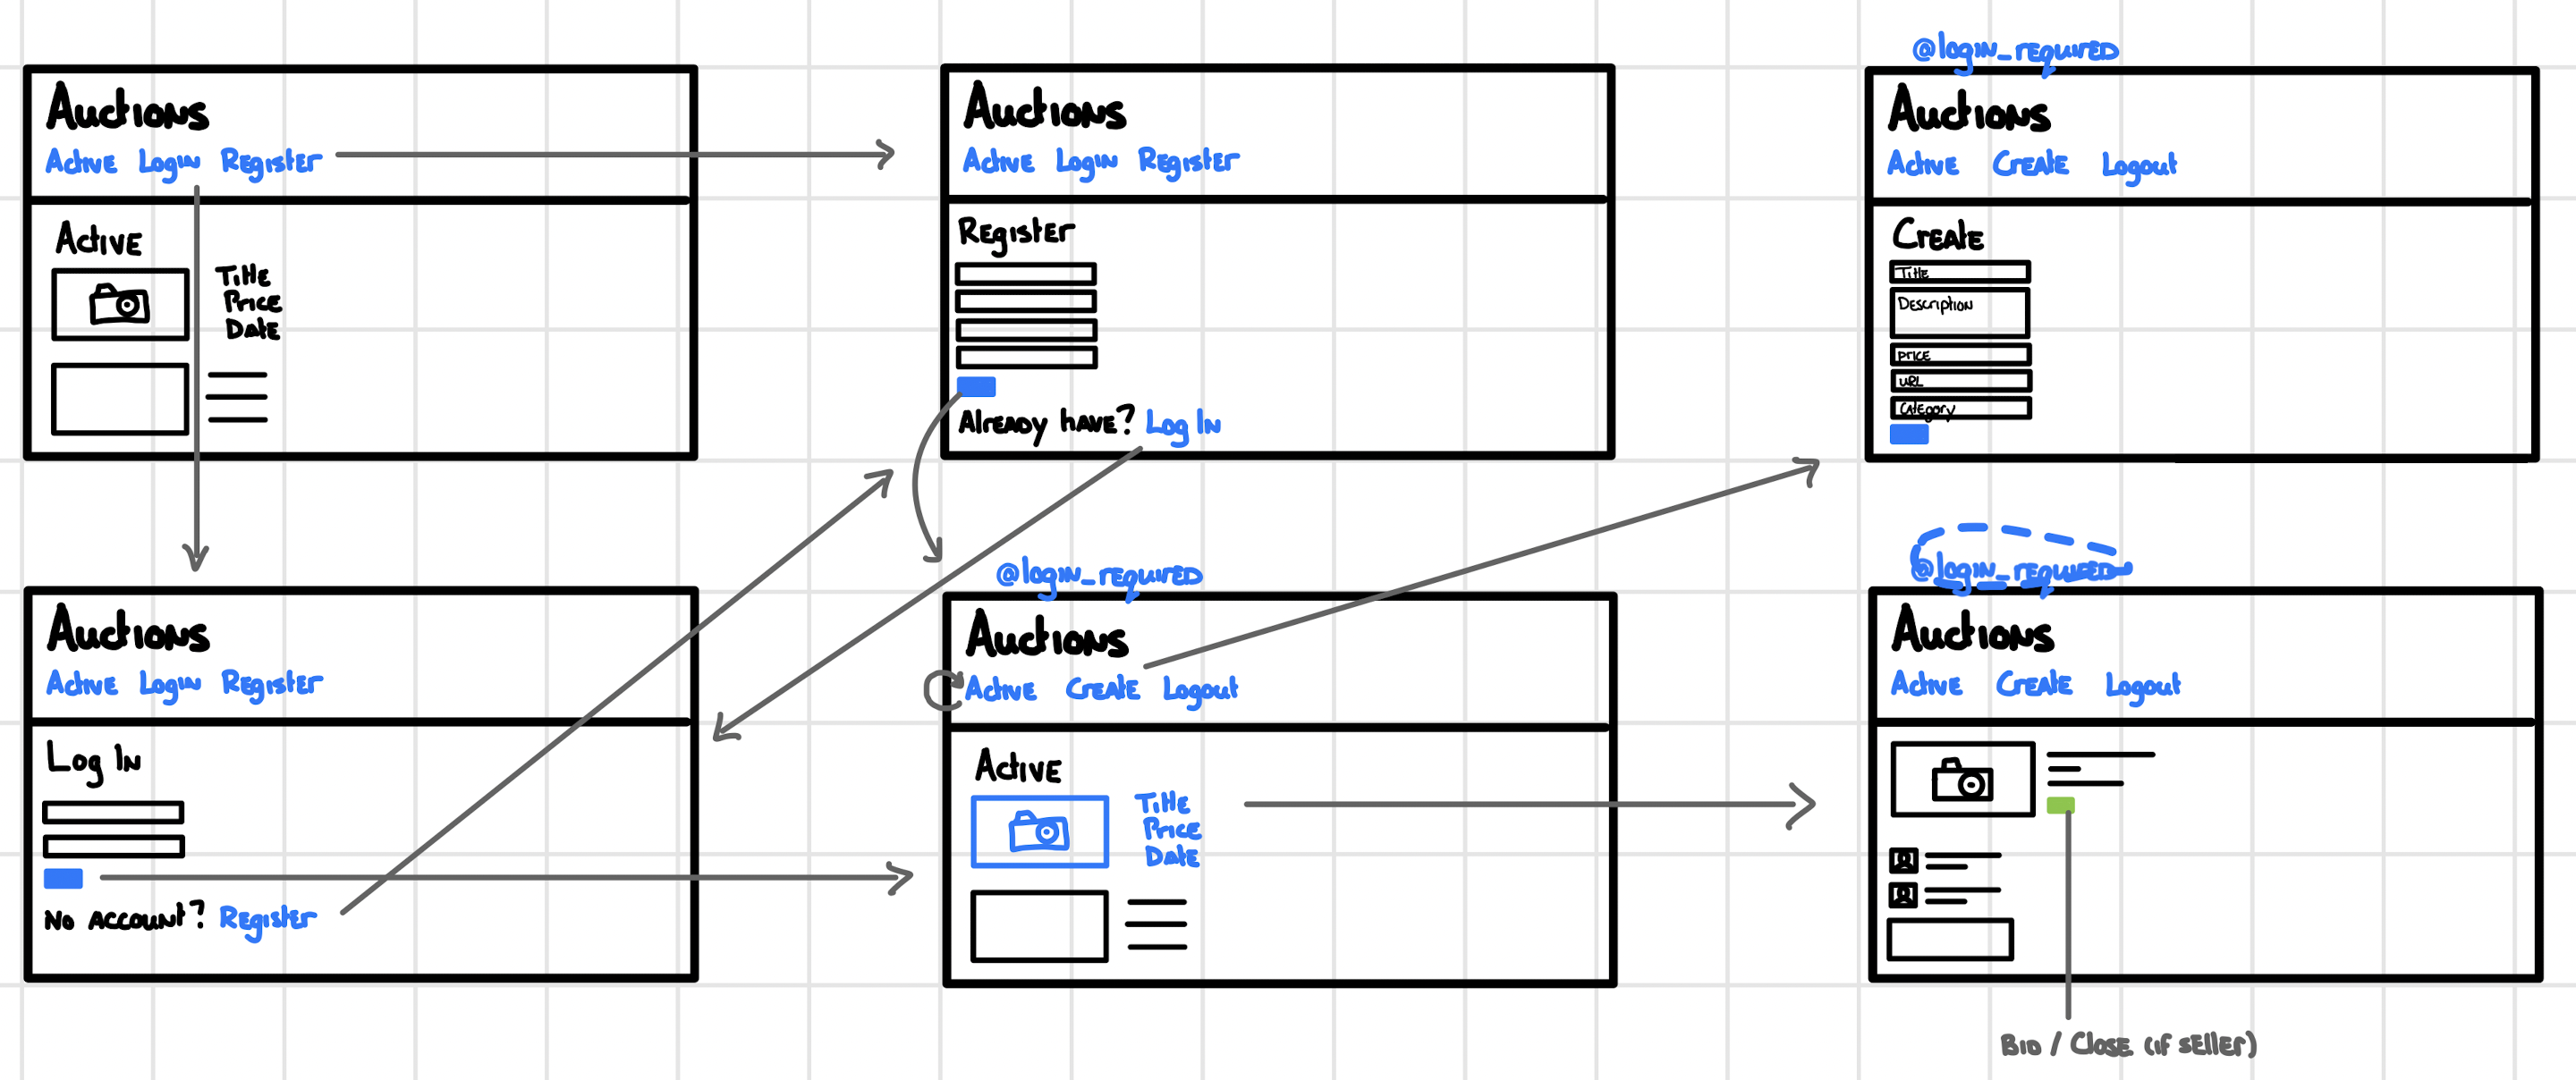 Auctions
Active Login Register
Active
Title
Price
Date
Auctions
Active Login Register
Register
Already have? Log In
@login_required
Auctions
Active Create Logout
Create
Title
Description
Price
URL
Category
Auctions
Active Login Register
Log In
No Account? Register
@login_required
Auctions
Active Create Logout
Active
Title
Price
Date
@login_required
Auctions
Active Create Logout
Bid / Close (if seller)